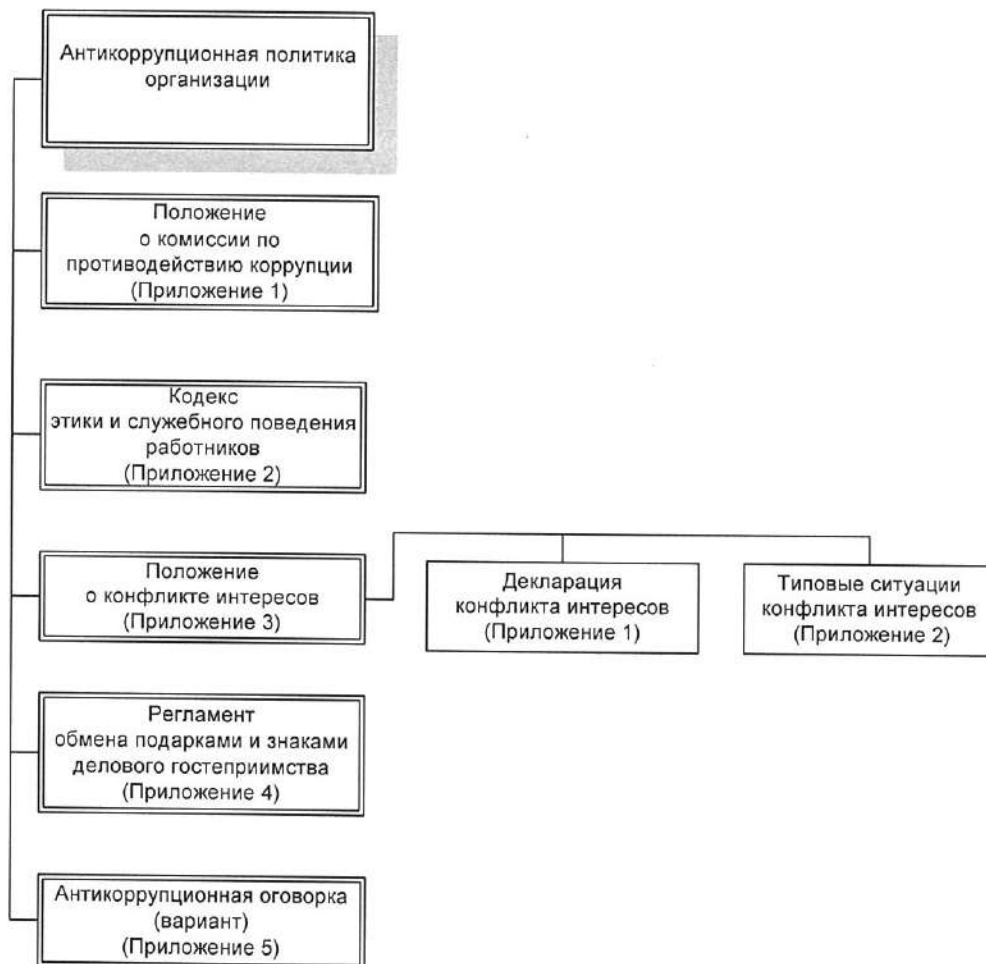 Антикоррупционная политика
организации
Положение
о комиссии по
противодействию коррупции
(Приложение 1)
Кодекс
этики и служебного поведения
работников
(Приложение 2)
Положение
о конфликте интересов
(Приложение 3)
Декларация
конфликта интересов
(Приложение 1)
Типовые ситуации
конфликта интересов
(Приложение 2)
Регламент
обмена подарками и знаками
делового гостеприимства
(Приложение 4)
Антикоррупционная оговорка
(вариант)
(Приложение 5)